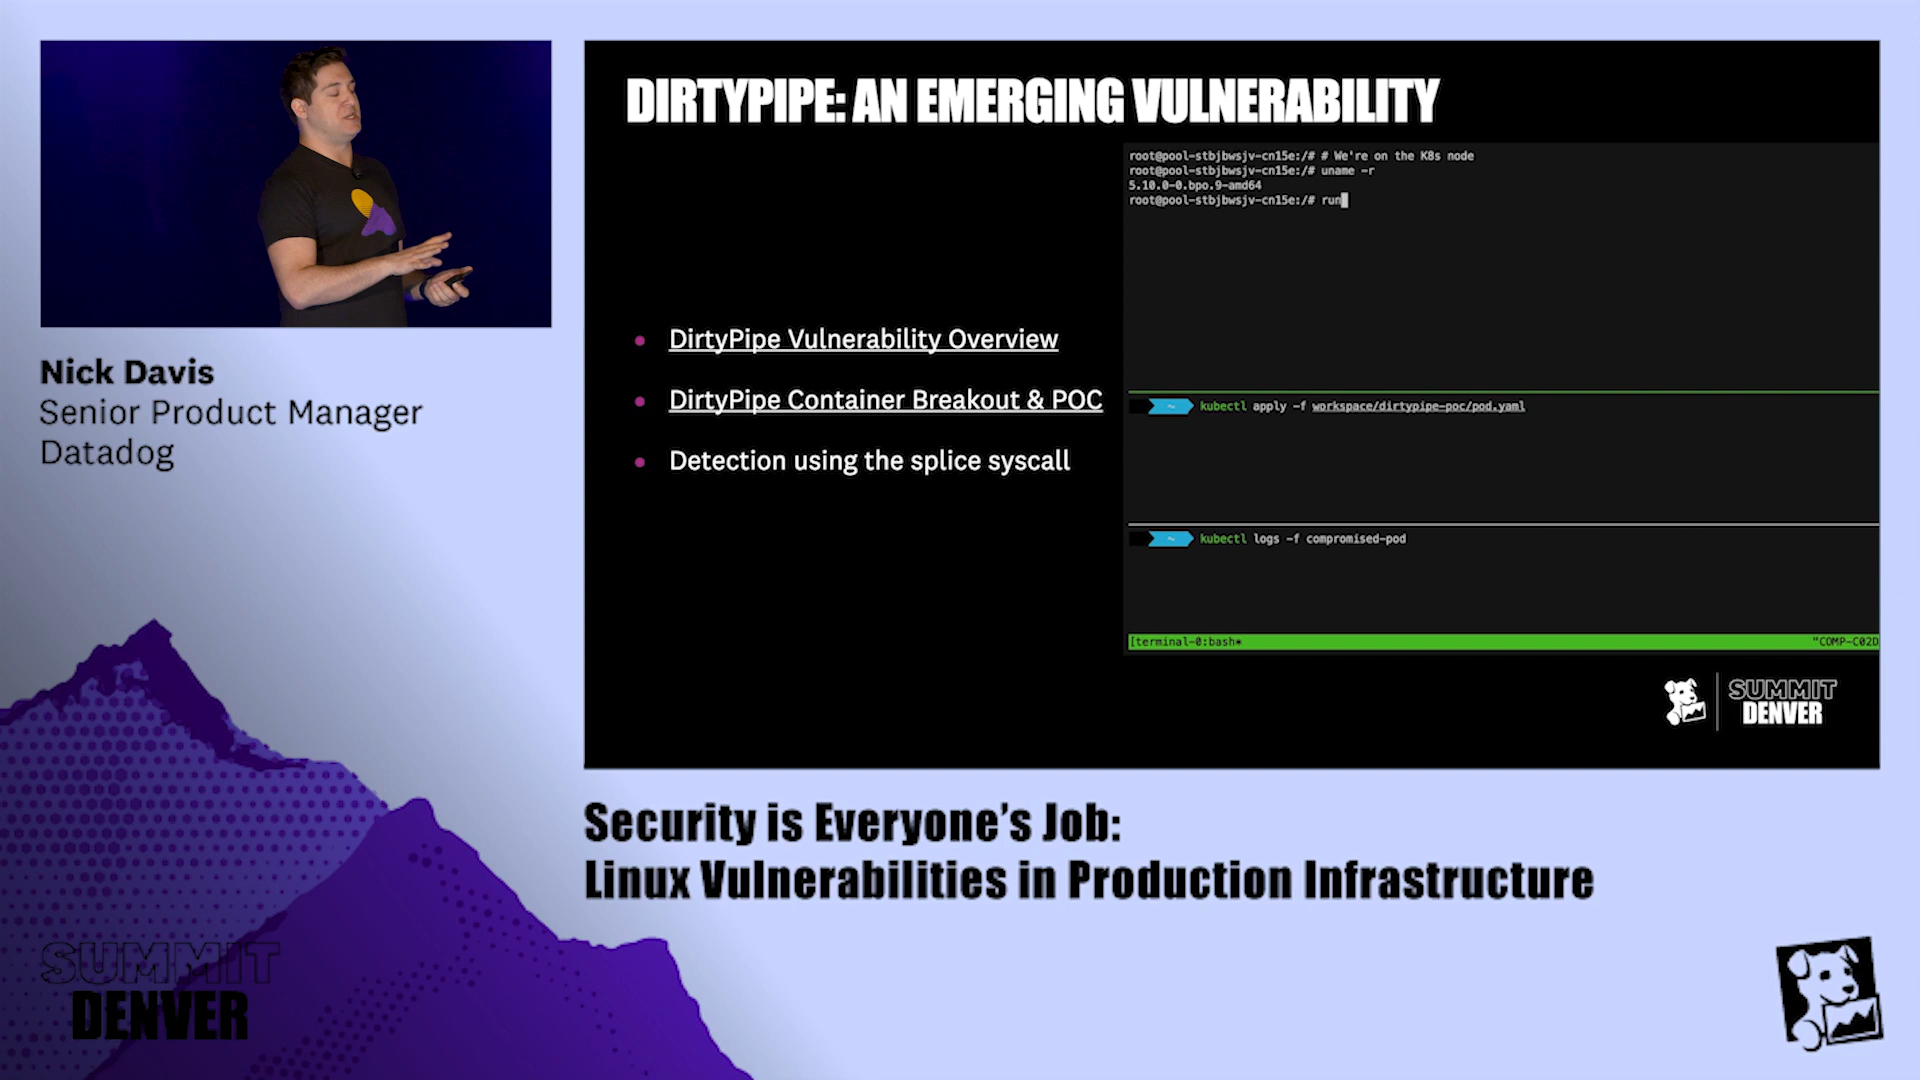 DIRTYPIPE: AN EMERGING VULNERABILITY
root@pool-stbjbwsjv-cn15e:/# # We're on the K8s node
root@pool-stbjbwsjv-cn15e:/# uname -r
5.10.0-0.bpo.9-amd64
root@pool-stbjbwsjv-cn15e:/# run
• DirtyPipe Vulnerability Overview
• DirtyPipe Container Breakout & POC
• Detection using the splice syscall
~ kubectl apply -f workspace/dirtypipe-poc/pod.yaml
~ kubectl logs -f compromised-pod
[terminal-0:bash* "COMP-C02D
SUMMIT
DENVER
Nick Davis
Senior Product Manager
Datadog
Security is Everyone's Job:
Linux Vulnerabilities in Production Infrastructure
SUMMIT
DENVER